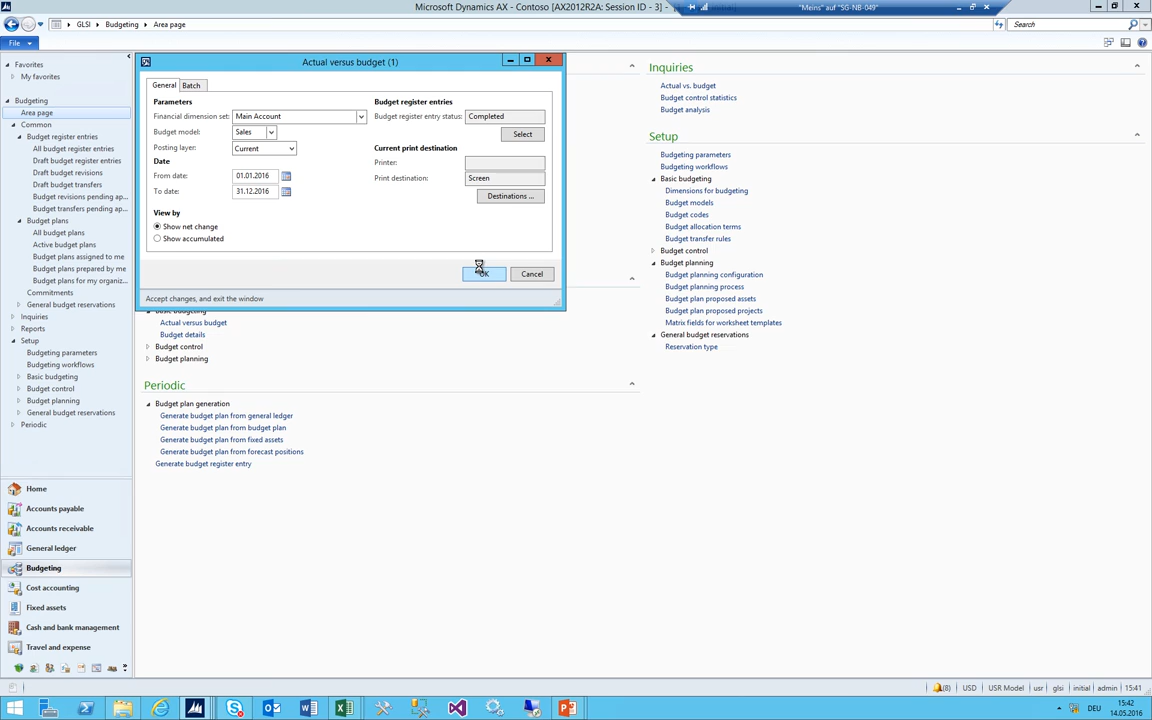 Microsoft Dynamics AX - Contoso [AX2012R2A: Session ID - 3] -
"Meins" auf "SG-NB-049"
GLSI
Budgeting
Area page
Search
File
Favorites
My favorites
Budgeting
Area page
Common
Budget register entries
All budget register entries
Draft budget register entries
Draft budget revisions
Draft budget transfers
Budget revisions pending ap...
Budget transfers pending ap...
Budget plans
All budget plans
Active budget plans
Budget plans assigned to me
Budget plans prepared by me
Budget plans for my organiz...
Commitments
General budget reservations
Inquiries
Reports
Setup
Budgeting parameters
Budgeting workflows
Basic budgeting
Budget control
Budget planning
General budget reservations
Periodic
Home
Accounts payable
Accounts receivable
General ledger
Budgeting
Cost accounting
Fixed assets
Cash and bank management
Travel and expense
Actual versus budget (1)
General
Batch
Parameters
Financial dimension set:
Main Account
Budget model:
Sales
Posting layer:
Current
Date
From date:
01.01.2016
To date:
31.12.2016
View by
Show net change
Show accumulated
Budget register entries
Budget register entry status:
Completed
Select
Current print destination
Printer:
Print destination:
Screen
Destinations ...
OK
Cancel
Accept changes, and exit the window
Basic budgeting
Actual versus budget
Budget details
Budget control
Budget planning
Periodic
Budget plan generation
Generate budget plan from general ledger
Generate budget plan from budget plan
Generate budget plan from fixed assets
Generate budget plan from forecast positions
Generate budget register entry
Inquiries
Actual vs. budget
Budget control statistics
Budget analysis
Setup
Budgeting parameters
Budgeting workflows
Basic budgeting
Dimensions for budgeting
Budget models
Budget codes
Budget allocation terms
Budget transfer rules
Budget control
Budget planning
Budget planning configuration
Budget planning process
Budget plan proposed assets
Budget plan proposed projects
Matrix fields for worksheet templates
General budget reservations
Reservation type
(8)
USD
USR Model
usr
glsi
initial
admin
15:41
DEU
15:42
14.05.2016